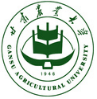 甘肃农业大学
1946
GANSU AGRICULTURAL UNIVERSITY